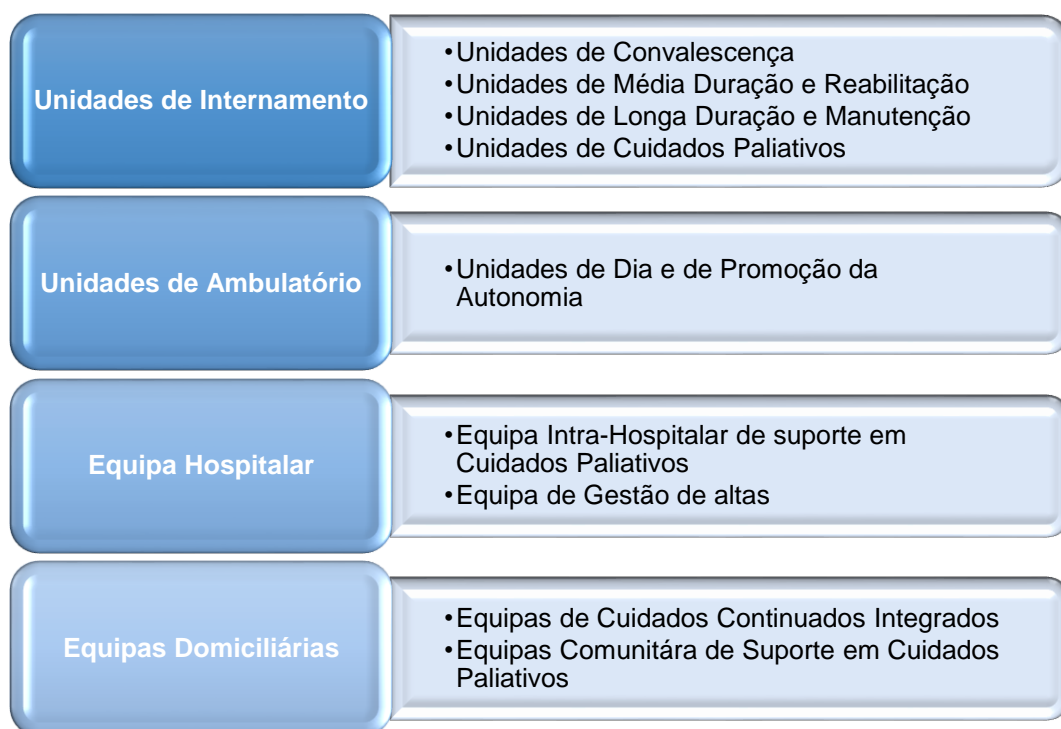 Unidades de Internamento
•Unidades de Convalescença
•Unidades de Média Duração e Reabilitação
•Unidades de Longa Duração e Manutenção
•Unidades de Cuidados Paliativos
Unidades de Ambulatório
•Unidades de Dia e de Promoção da
Autonomia
Equipa Hospitalar
•Equipa Intra-Hospitalar de suporte em
Cuidados Paliativos
•Equipa de Gestão de altas
Equipas Domiciliárias
•Equipas de Cuidados Continuados Integrados
•Equipas Comunitára de Suporte em Cuidados
Paliativos